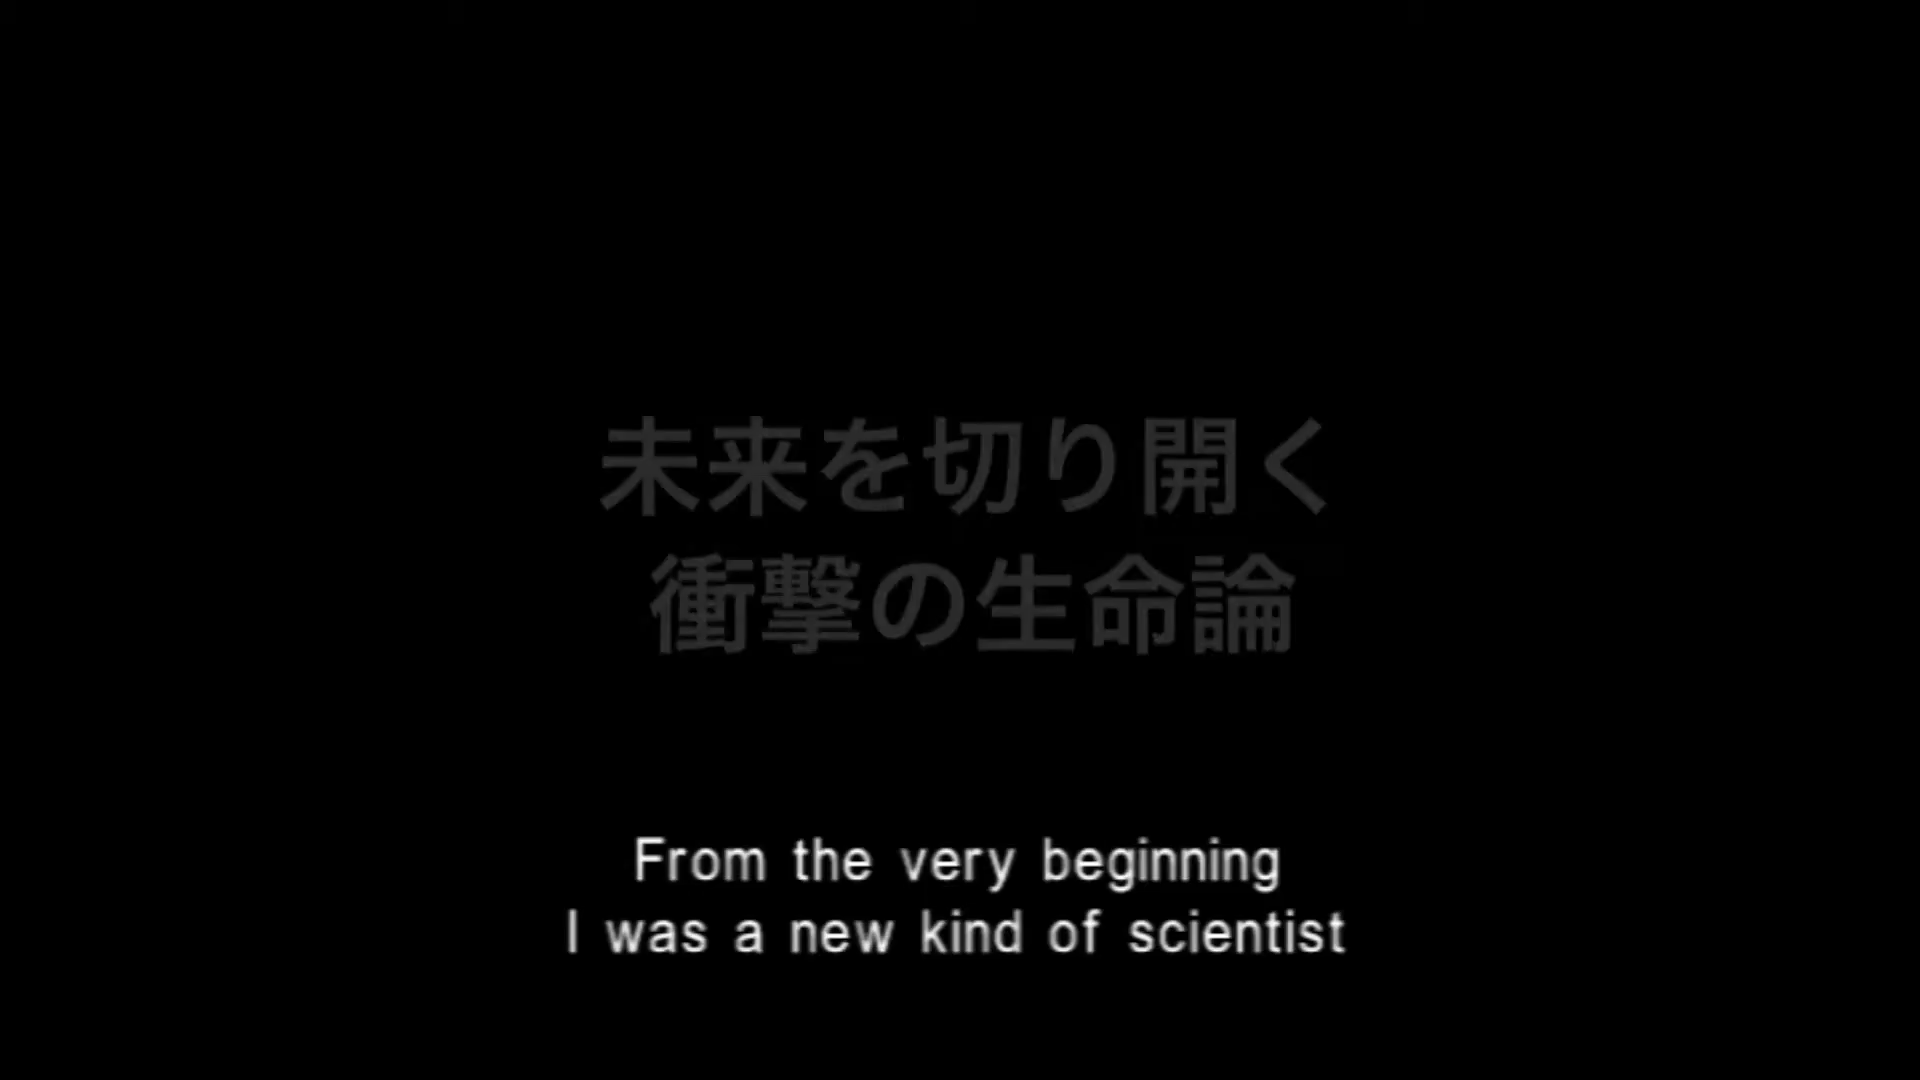 未来を切り開く
衝撃の生命論
From the very beginning
I was a new kind of scientist